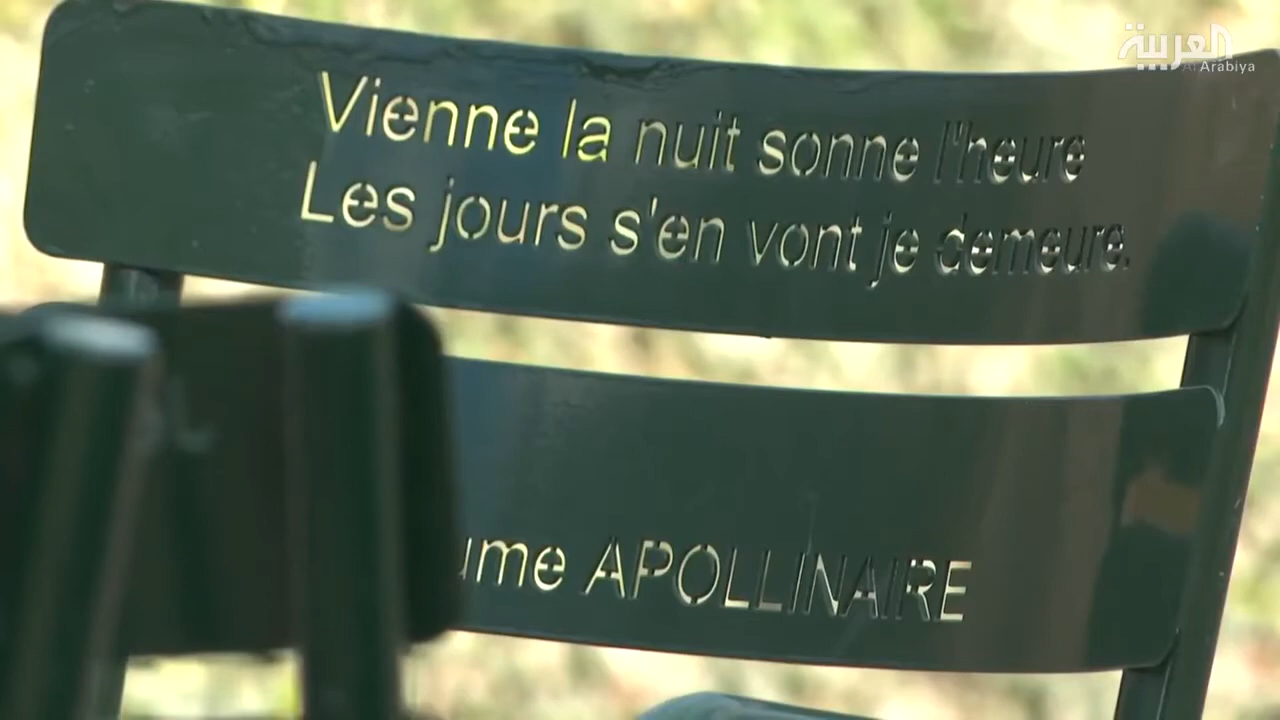 العربية
Al Arabiya
Vienne la nuit sonne l'heure
Les jours s'en vont je demeure.
ume APOLLINAIRE